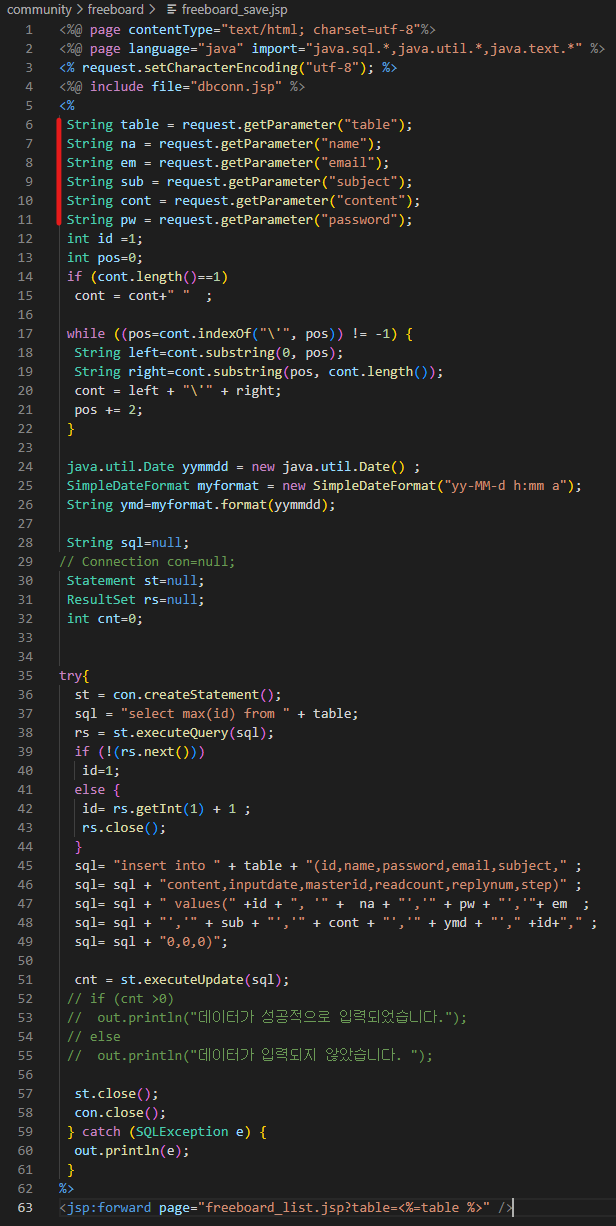 community > freeboard > freeboard_save.jsp
1 <%@ page contentType="text/html; charset=utf-8"%>
2 <%@ page language="java" import="java.sql.*,java.util.*,java.text.*" %>
3 <% request.setCharacterEncoding("utf-8"); %>
4 <%@ include file="dbconn.jsp" %>
5 <%
6 String table = request.getParameter("table");
7 String na = request.getParameter("name");
8 String em = request.getParameter("email");
9 String sub = request.getParameter("subject");
10 String cont = request.getParameter("content");
11 String pw = request.getParameter("password");
12 int id =1;
13 int pos=0;
14 if (cont.length()==1)
15 cont = cont+" " ;
16
17 while ((pos=cont.indexOf("\'", pos)) != -1) {
18 String left=cont.substring(0, pos);
19 String right=cont.substring(pos, cont.length());
20 cont = left + "\'" + right;
21 pos += 2;
22 }
23
24 java.util.Date yymmdd = new java.util.Date() ;
25 SimpleDateFormat myformat = new SimpleDateFormat("yy-MM-d h:mm a");
26 String ymd=myformat.format(yymmdd);
27
28 String sql=null;
29 // Connection con=null;
30 Statement st=null;
31 ResultSet rs=null;
32 int cnt=0;
33
34
35 try{
36 st = con.createStatement();
37 sql = "select max(id) from " + table;
38 rs = st.executeQuery(sql);
39 if (!(rs.next()))
40 id=1;
41 else {
42 id= rs.getInt(1) + 1 ;
43 rs.close();
44 }
45 sql= "insert into " + table + "(id,name,password,email,subject," ;
46 sql= sql + "content,inputdate,masterid,readcount,replynum,step)" ;
47 sql= sql + " values(" +id + ", '" + na + "','" + pw + "','"+ em ;
48 sql= sql + "','" + sub + "','" + cont + "','" + ymd + "'," +id+"," ;
49 sql= sql + "0,0,0)";
50
51 cnt = st.executeUpdate(sql);
52 // if (cnt >0)
53 // out.println("데이터가 성공적으로 입력되었습니다.");
54 // else
55 // out.println("데이터가 입력되지 않았습니다. ");
56
57 st.close();
58 con.close();
59 } catch (SQLException e) {
60 out.println(e);
61 }
62 %>
63 <jsp:forward page="freeboard_list.jsp?table=<%=table %>" />